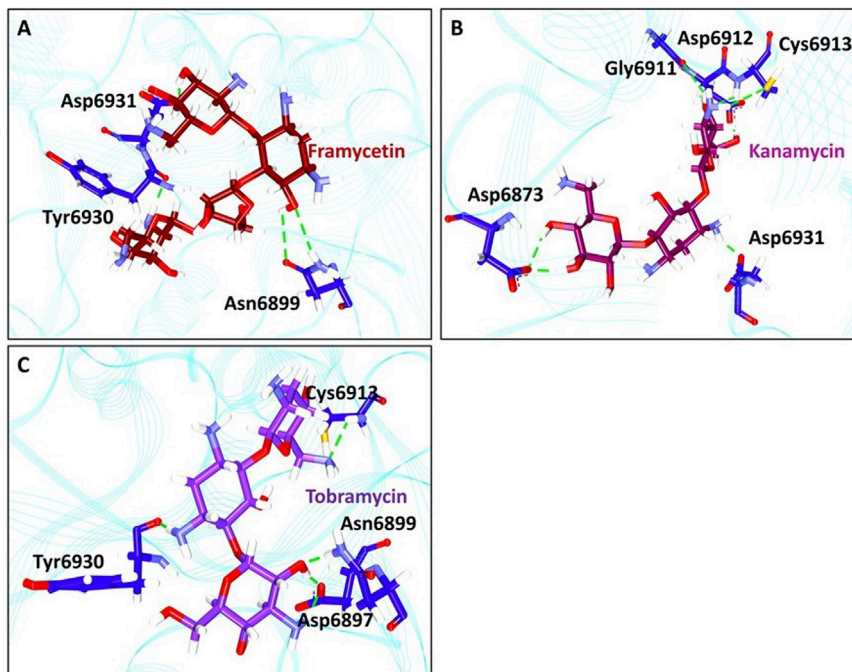 A
Asp6931
Framycetin
Tyr6930
Asn6899
B
Asp6912
Cys6913
Gly6911
Kanamycin
Asp6873
Asp6931
C
Cys6913
Tobramycin
Asn6899
Tyr6930
Asp6897